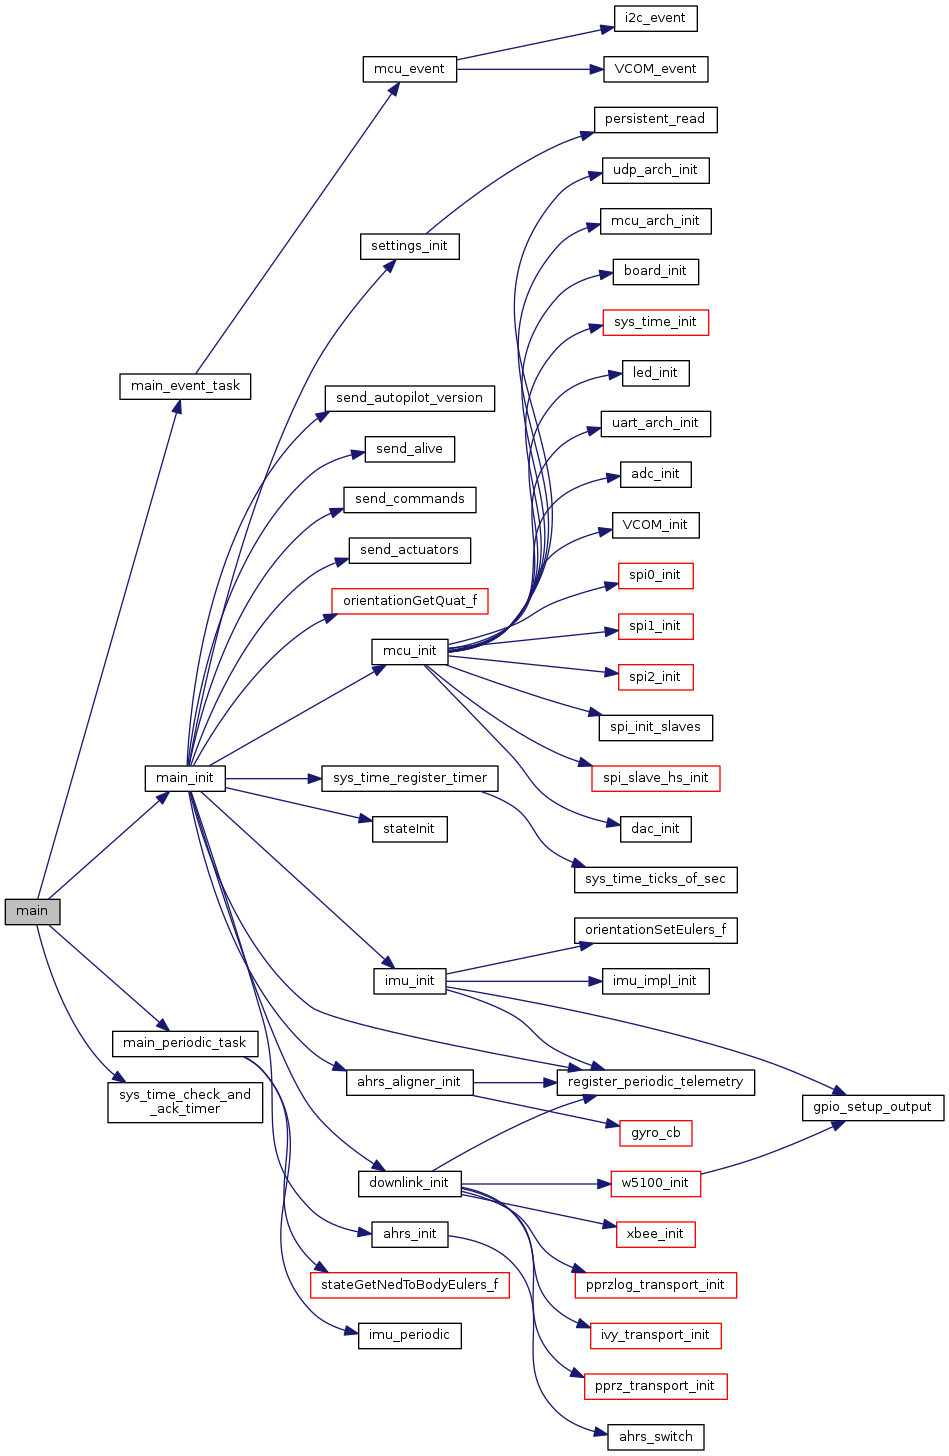 i2c_event
mcu_event
VCOM_event
persistent_read
udp_arch_init
mcu_arch_init
settings_init
board_init
sys_time_init
led_init
main_event_task
send_autopilot_version
uart_arch_init
send_alive
adc_init
send_commands
VCOM_init
send_actuators
spi0_init
orientationGetQuat_f
spi1_init
mcu_init
spi2_init
spi_init_slaves
main_init
sys_time_register_timer
spi_slave_hs_init
stateInit
dac_init
sys_time_ticks_of_sec
main
orientationSetEulers_f
imu_init
imu_impl_init
main_periodic_task
ahrs_aligner_init
register_periodic_telemetry
sys_time_check_and
_ack_timer
gpio_setup_output
gyro_cb
downlink_init
w5100_init
ahrs_init
xbee_init
stateGetNedToBodyEulers_f
pprzlog_transport_init
imu_periodic
ivy_transport_init
pprz_transport_init
ahrs_switch